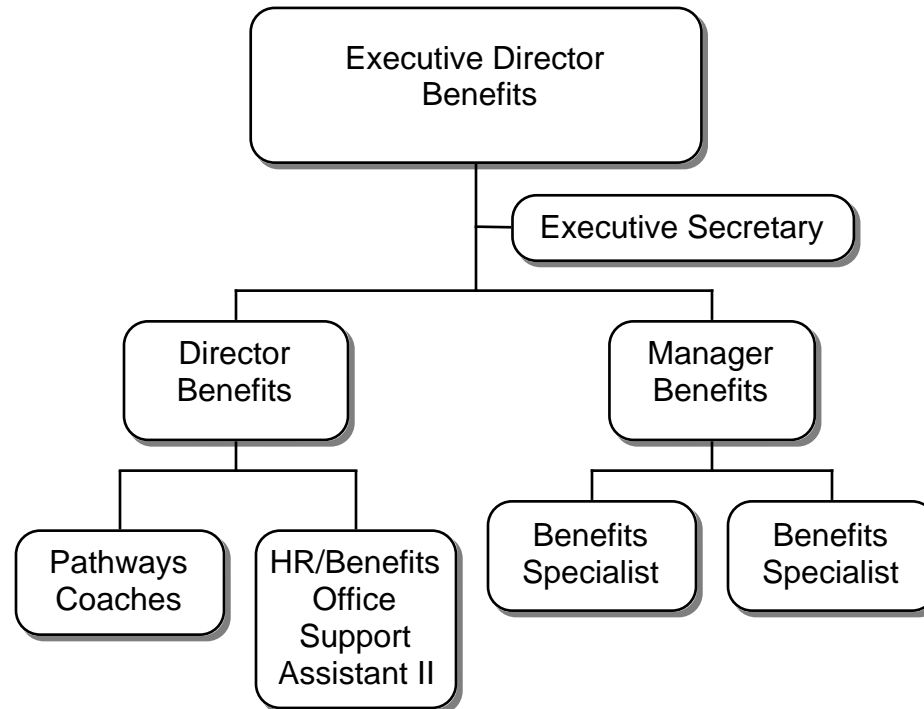 Executive Director
Benefits
Executive Secretary
Director
Benefits
Manager
Benefits
Pathways
Coaches
HR/Benefits
Office
Support
Assistant II
Benefits
Specialist
Benefits
Specialist